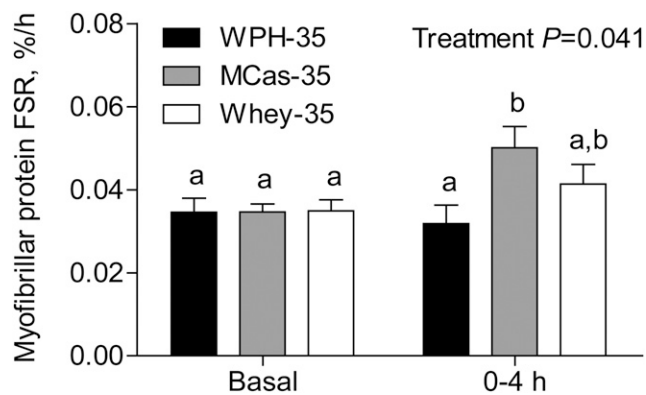 Myofibrillar protein FSR, %/h
0.08
0.06
0.04
0.02
0.00
WPH-35
MCas-35
Whey-35
Treatment P=0.041
a
a
a
a
b
a,b
Basal
0-4 h